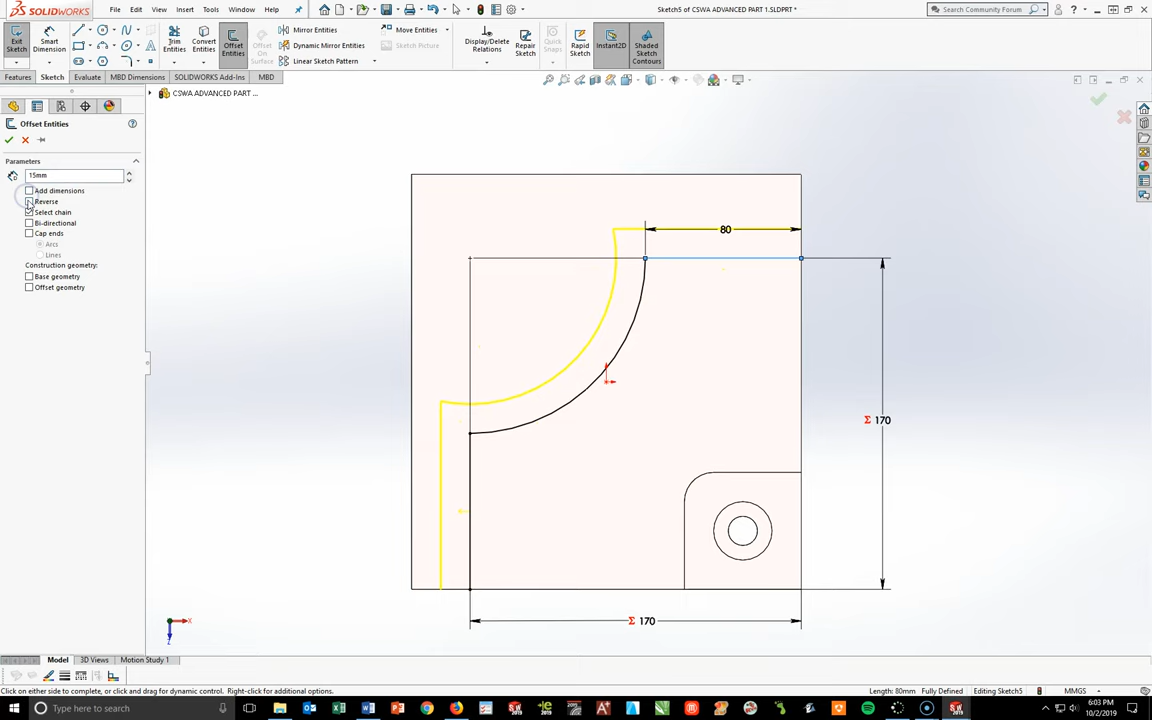 SOLIDWORKS File Edit View Insert Tools Window Help Sketch5 of CSWA ADVANCED PART 1.SLDPRT * Search Community Forum
Exit Sketch Smart Dimension Trim Entities Convert Entities Offset Entities Offset On Surface Mirror Entities Dynamic Mirror Entities Linear Sketch Pattern Move Entities Sketch Picture Display/Delete Relations Repair Sketch Quick Snaps Rapid Sketch Instant2D Shaded Sketch Contours
Features Sketch Evaluate MBD Dimensions SOLIDWORKS Add-Ins MBD
CSWA ADVANCED PART ...
Offset Entities
Parameters
15mm
Add dimensions
Reverse
Select chain
Bi-directional
Cap ends
Arcs
Lines
Construction geometry:
Base geometry
Offset geometry
80
Σ 170
Σ 170
Model 3D Views Motion Study 1
Click on either side to complete, or click and drag for dynamic control. Right-click for additional options. Length: 80mm Fully Defined Editing Sketch5 MMGS
Type here to search 6:03 PM
10/2/2019